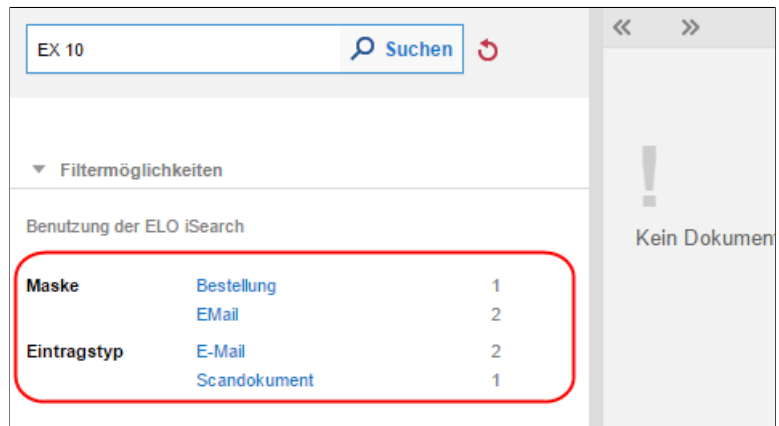 EX 10 Suchen
Filtermöglichkeiten
Benutzung der ELO iSearch
Maske Bestellung 1
EMail 2
Eintragstyp E-Mail 2
Scandokument 1
Kein Dokumen